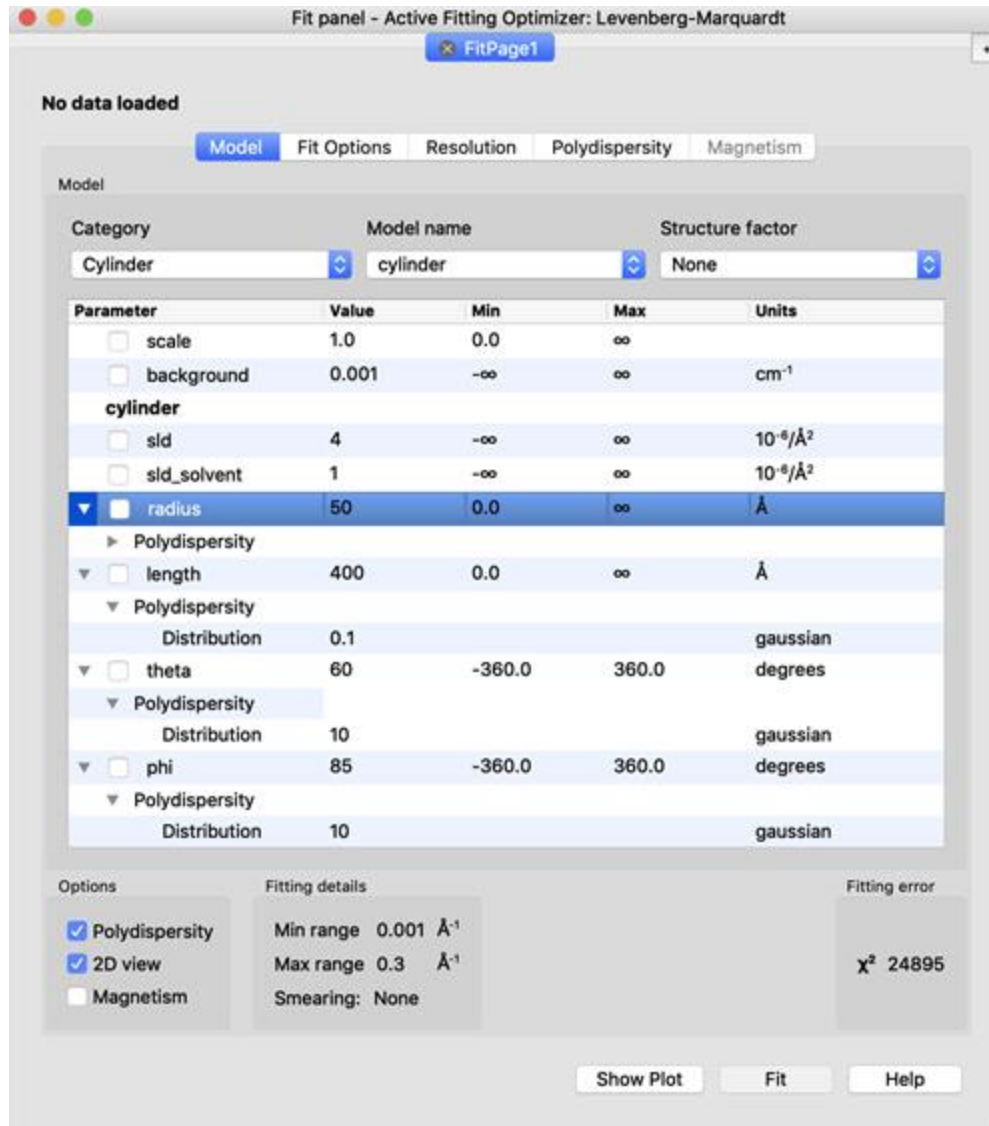 Fit panel - Active Fitting Optimizer: Levenberg-Marquardt
FitPage1
No data loaded
Model Fit Options Resolution Polydispersity Magnetism
Model
Category Model name Structure factor
Cylinder cylinder None
Parameter Value Min Max Units
scale 1.0 0.0 ∞
background 0.001 -∞ ∞ cm⁻¹
cylinder
sld 4 -∞ ∞ 10⁻⁶/Å²
sld_solvent 1 -∞ ∞ 10⁻⁶/Å²
radius 50 0.0 ∞ Å
Polydispersity
length 400 0.0 ∞ Å
Polydispersity
Distribution 0.1 gaussian
theta 60 -360.0 360.0 degrees
Polydispersity
Distribution 10 gaussian
phi 85 -360.0 360.0 degrees
Polydispersity
Distribution 10 gaussian
Options Fitting details Fitting error
Polydispersity Min range 0.001 Å⁻¹
2D view Max range 0.3 Å⁻¹ χ² 24895
Magnetism Smearing: None
Show Plot Fit Help